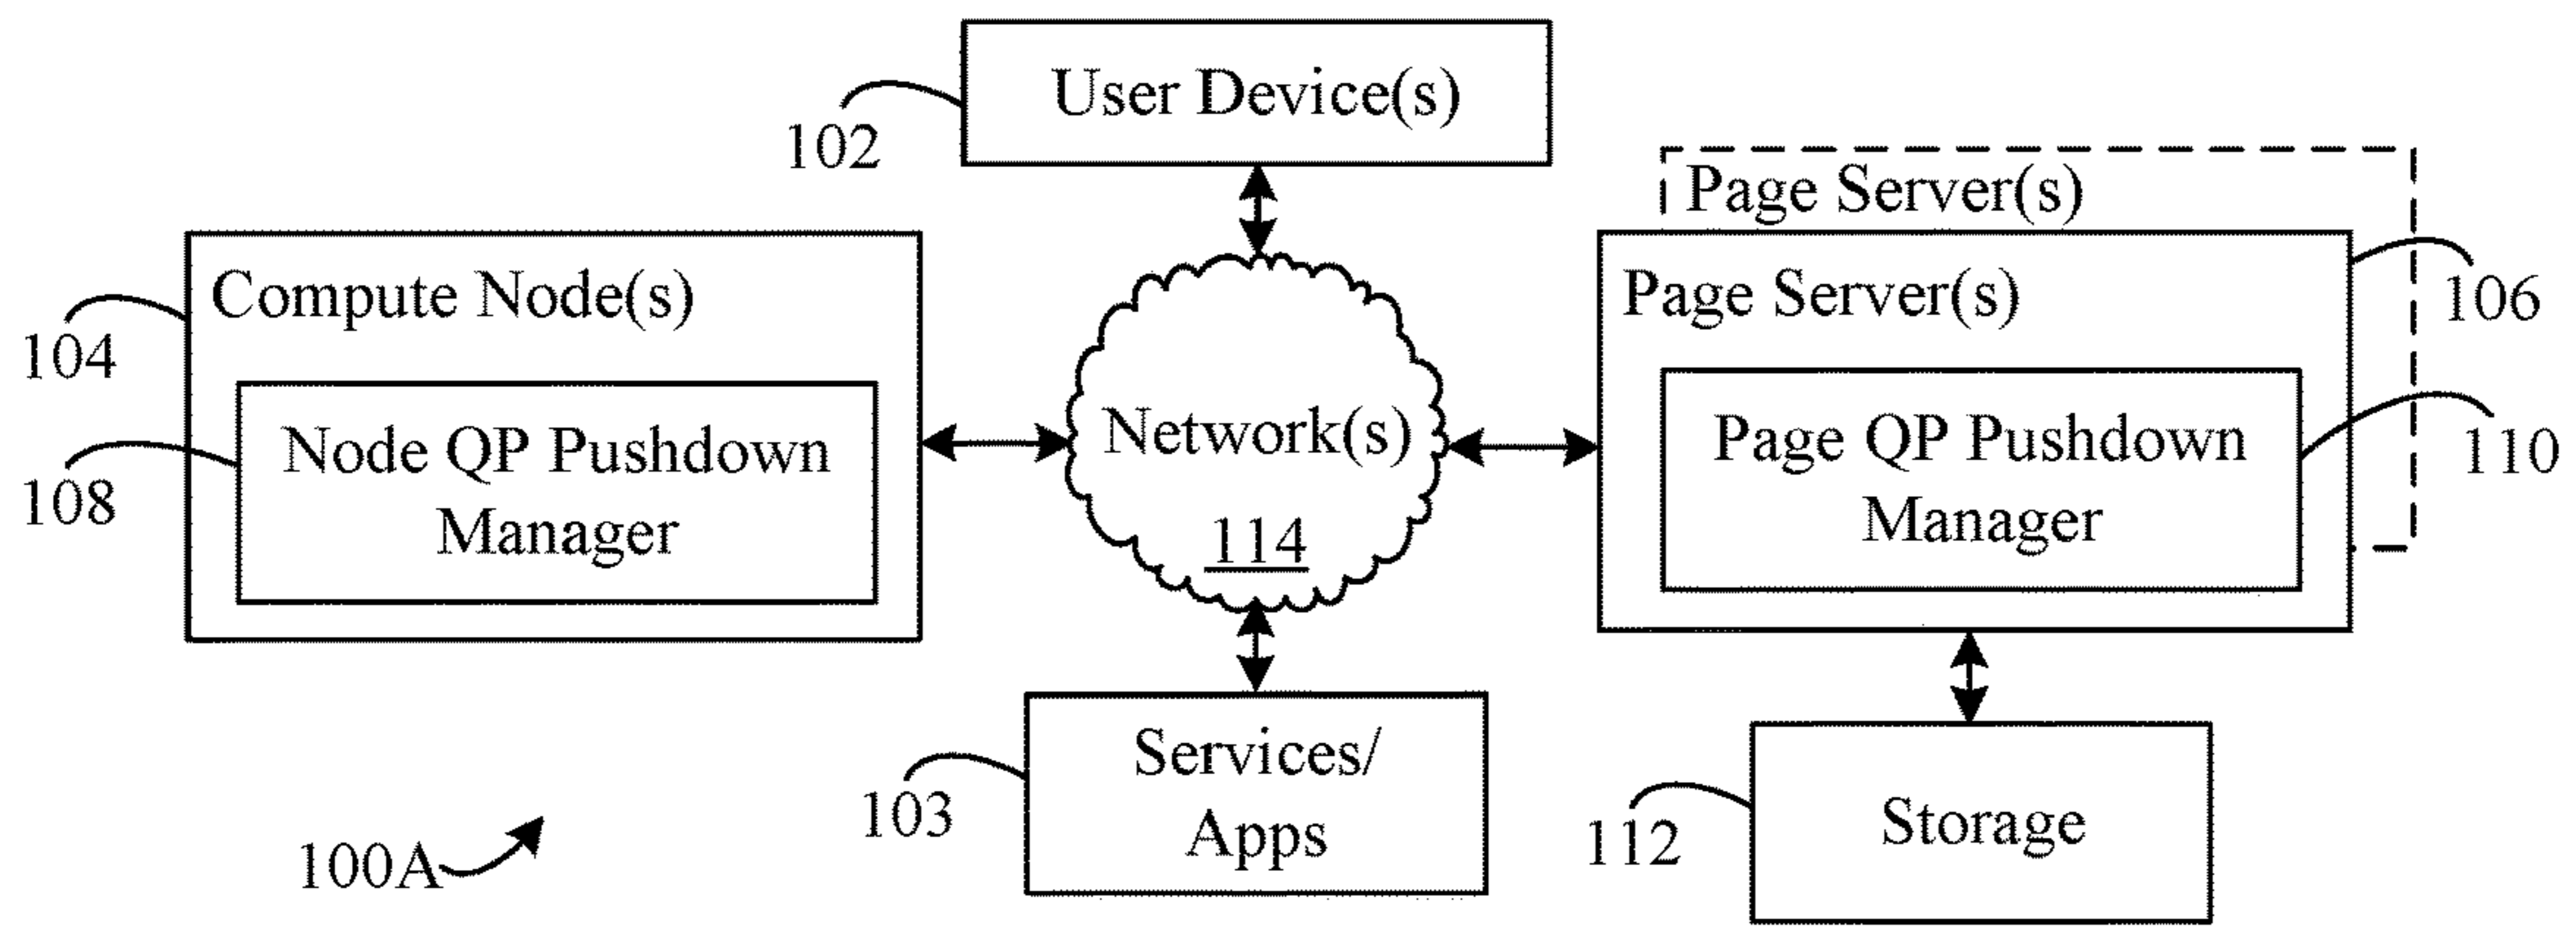 User Device(s)
102
Page Server(s)
Compute Node(s)
104
Node QP Pushdown
Manager
108
Network(s)
114
Page Server(s)
106
Page QP Pushdown
Manager
110
Services/
Apps
103
Storage
112
100A